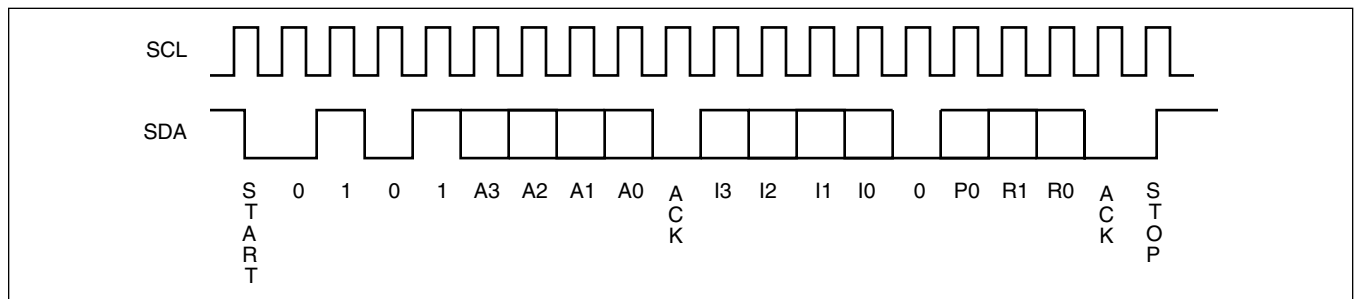 SCL
SDA
START 0 1 0 1 A3 A2 A1 A0 ACK I3 I2 I1 I0 0 P0 R1 R0 ACK STOP